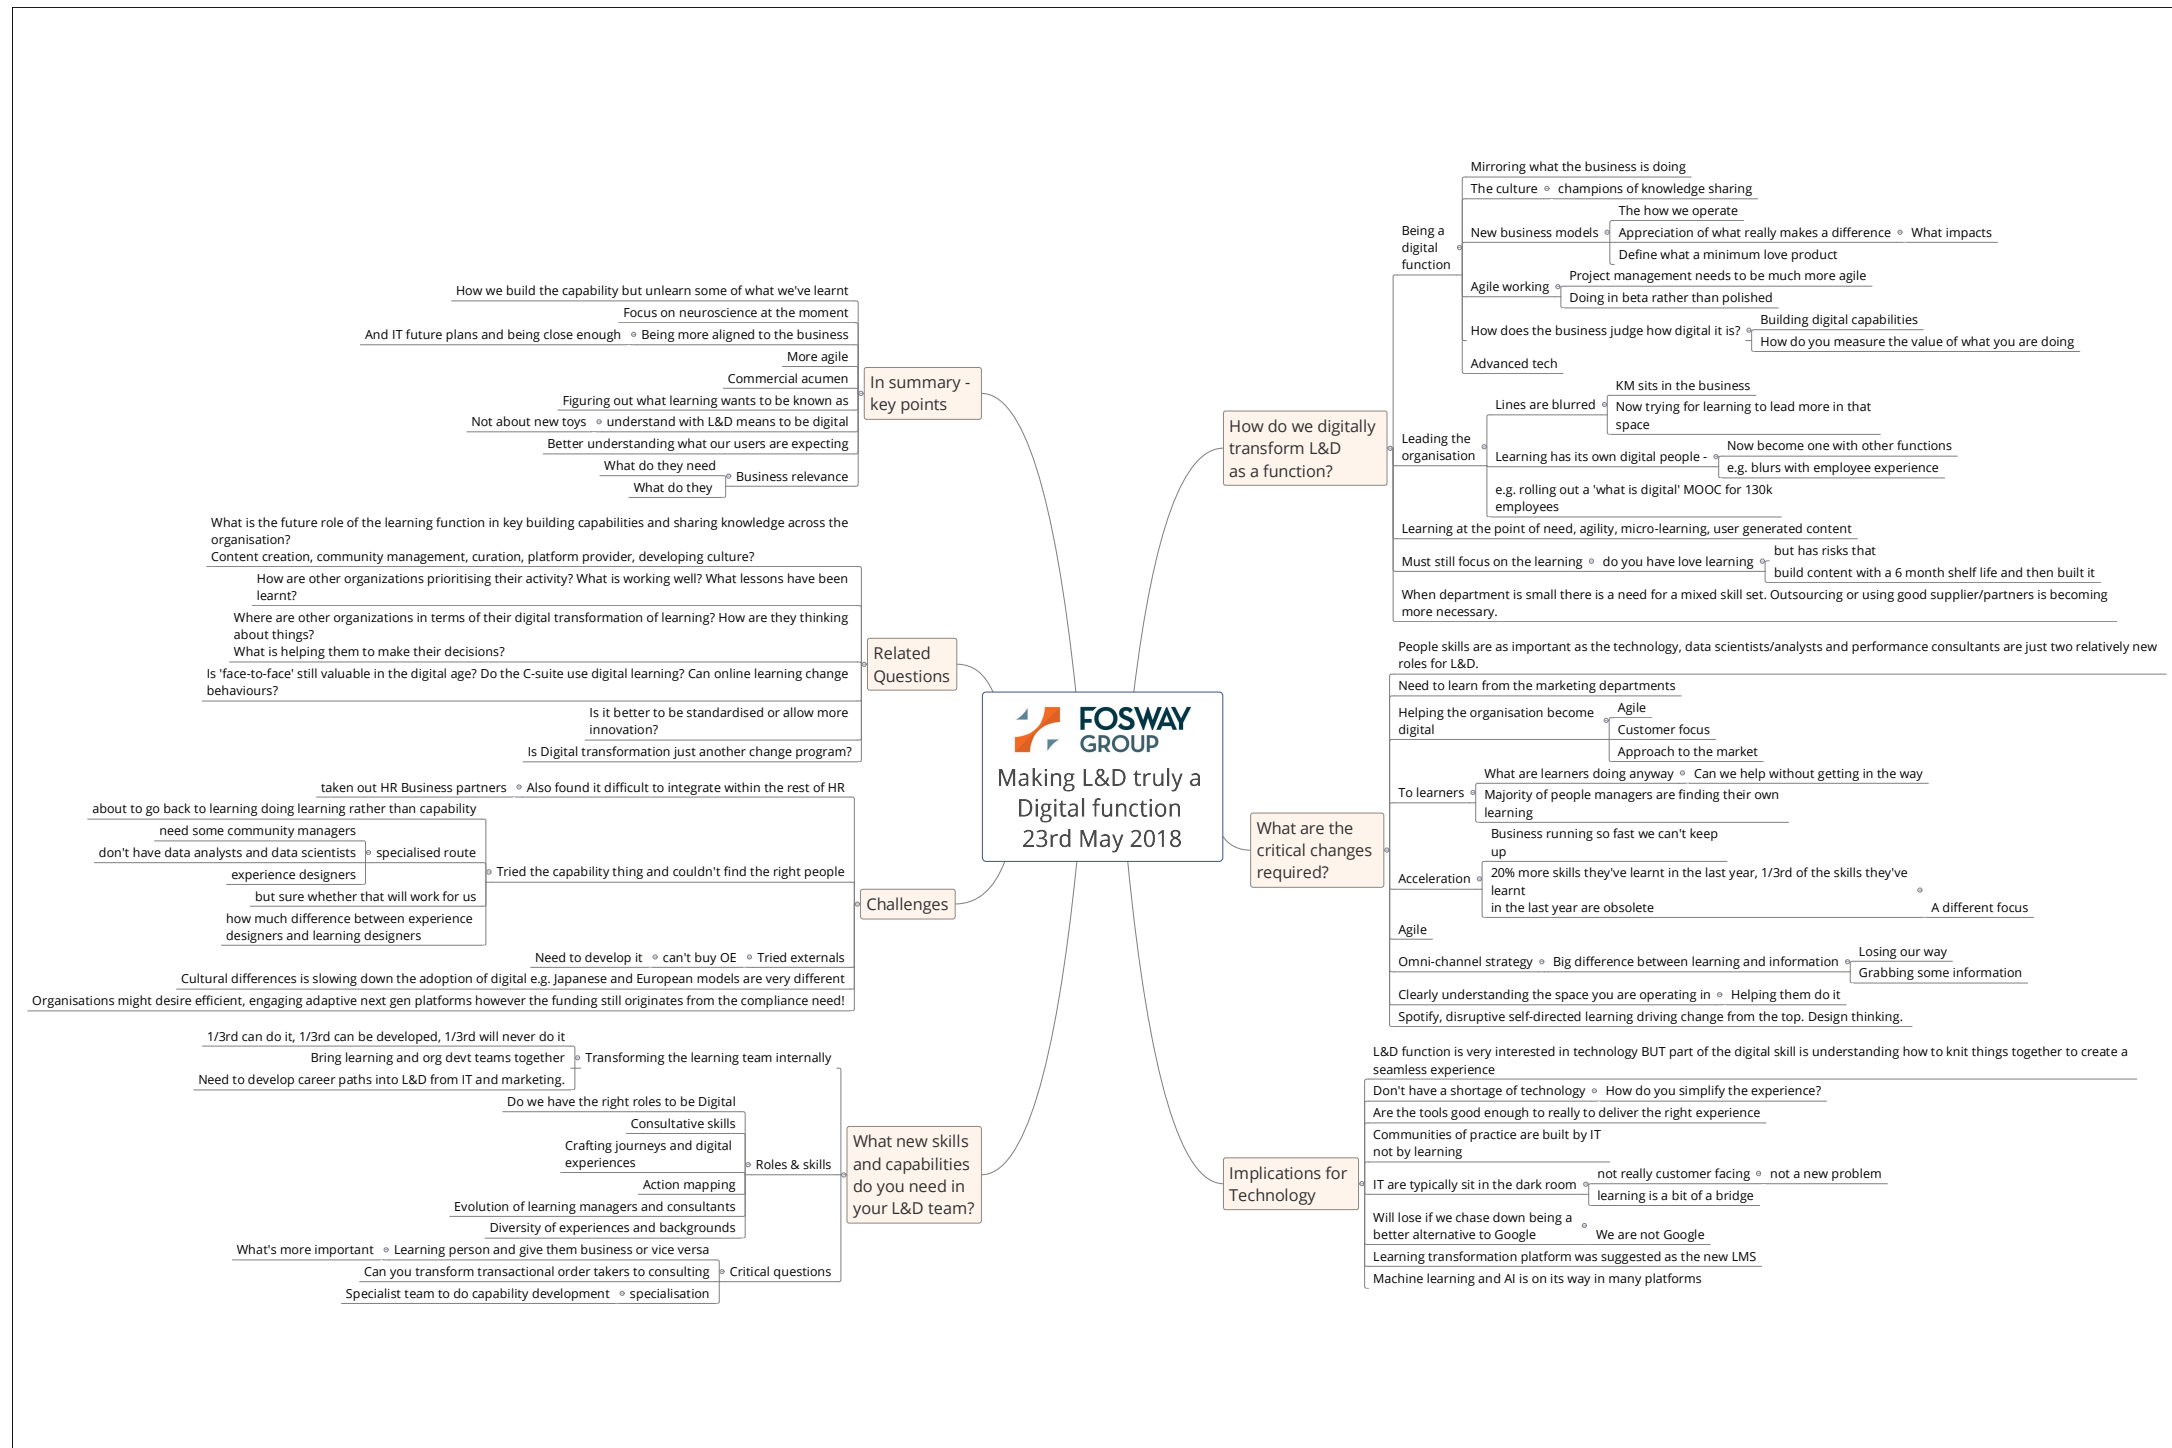 FOSWAY
GROUP
Making L&D truly a
Digital function
23rd May 2018
How do we digitally
transform L&D
as a function?
Being a
digital
function
Mirroring what the business is doing
The culture
champions of knowledge sharing
New business models
The how we operate
Appreciation of what really makes a difference
What impacts
Define what a minimum love product
Agile working
Project management needs to be much more agile
Doing in beta rather than polished
How does the business judge how digital it is?
Building digital capabilities
How do you measure the value of what you are doing
Advanced tech
Leading the
organisation
Lines are blurred
KM sits in the business
Now trying for learning to lead more in that
space
Learning has its own digital people -
Now become one with other functions
e.g. blurs with employee experience
e.g. rolling out a 'what is digital' MOOC for 130k
employees
Learning at the point of need, agility, micro-learning, user generated content
Must still focus on the learning
do you have love learning
but has risks that
build content with a 6 month shelf life and then built it
When department is small there is a need for a mixed skill set. Outsourcing or using good supplier/partners is becoming
more necessary.
What are the
critical changes
required?
People skills are as important as the technology, data scientists/analysts and performance consultants are just two relatively new
roles for L&D.
Need to learn from the marketing departments
Helping the organisation become
digital
Agile
Customer focus
Approach to the market
To learners
What are learners doing anyway
Can we help without getting in the way
Majority of people managers are finding their own
learning
Acceleration
Business running so fast we can't keep
up
20% more skills they've learnt in the last year, 1/3rd of the skills they've
learnt
in the last year are obsolete
A different focus
Agile
Omni-channel strategy
Big difference between learning and information
Losing our way
Grabbing some information
Clearly understanding the space you are operating in
Helping them do it
Spotify, disruptive self-directed learning driving change from the top. Design thinking.
Implications for
Technology
L&D function is very interested in technology BUT part of the digital skill is understanding how to knit things together to create a
seamless experience
Don't have a shortage of technology
How do you simplify the experience?
Are the tools good enough to really to deliver the right experience
Communities of practice are built by IT
not by learning
IT are typically sit in the dark room
not really customer facing
not a new problem
learning is a bit of a bridge
Will lose if we chase down being a
better alternative to Google
We are not Google
Learning transformation platform was suggested as the new LMS
Machine learning and AI is on its way in many platforms
In summary -
key points
How we build the capability but unlearn some of what we've learnt
Focus on neuroscience at the moment
And IT future plans and being close enough
Being more aligned to the business
More agile
Commercial acumen
Figuring out what learning wants to be known as
Not about new toys
understand with L&D means to be digital
Better understanding what our users are expecting
What do they need
What do they
Business relevance
Related
Questions
What is the future role of the learning function in key building capabilities and sharing knowledge across the
organisation?
Content creation, community management, curation, platform provider, developing culture?
How are other organizations prioritising their activity? What is working well? What lessons have been
learnt?
Where are other organizations in terms of their digital transformation of learning? How are they thinking
about things?
What is helping them to make their decisions?
Is 'face-to-face' still valuable in the digital age? Do the C-suite use digital learning? Can online learning change
behaviours?
Is it better to be standardised or allow more
innovation?
Is Digital transformation just another change program?
Challenges
taken out HR Business partners
Also found it difficult to integrate within the rest of HR
about to go back to learning doing learning rather than capability
need some community managers
don't have data analysts and data scientists
experience designers
specialised route
but sure whether that will work for us
how much difference between experience
designers and learning designers
Tried the capability thing and couldn't find the right people
Need to develop it
can't buy OE
Tried externals
Cultural differences is slowing down the adoption of digital e.g. Japanese and European models are very different
Organisations might desire efficient, engaging adaptive next gen platforms however the funding still originates from the compliance need!
What new skills
and capabilities
do you need in
your L&D team?
1/3rd can do it, 1/3rd can be developed, 1/3rd will never do it
Bring learning and org devt teams together
Need to develop career paths into L&D from IT and marketing.
Transforming the learning team internally
Do we have the right roles to be Digital
Consultative skills
Crafting journeys and digital
experiences
Action mapping
Evolution of learning managers and consultants
Diversity of experiences and backgrounds
Roles & skills
What's more important
Learning person and give them business or vice versa
Can you transform transactional order takers to consulting
Specialist team to do capability development
specialisation
Critical questions